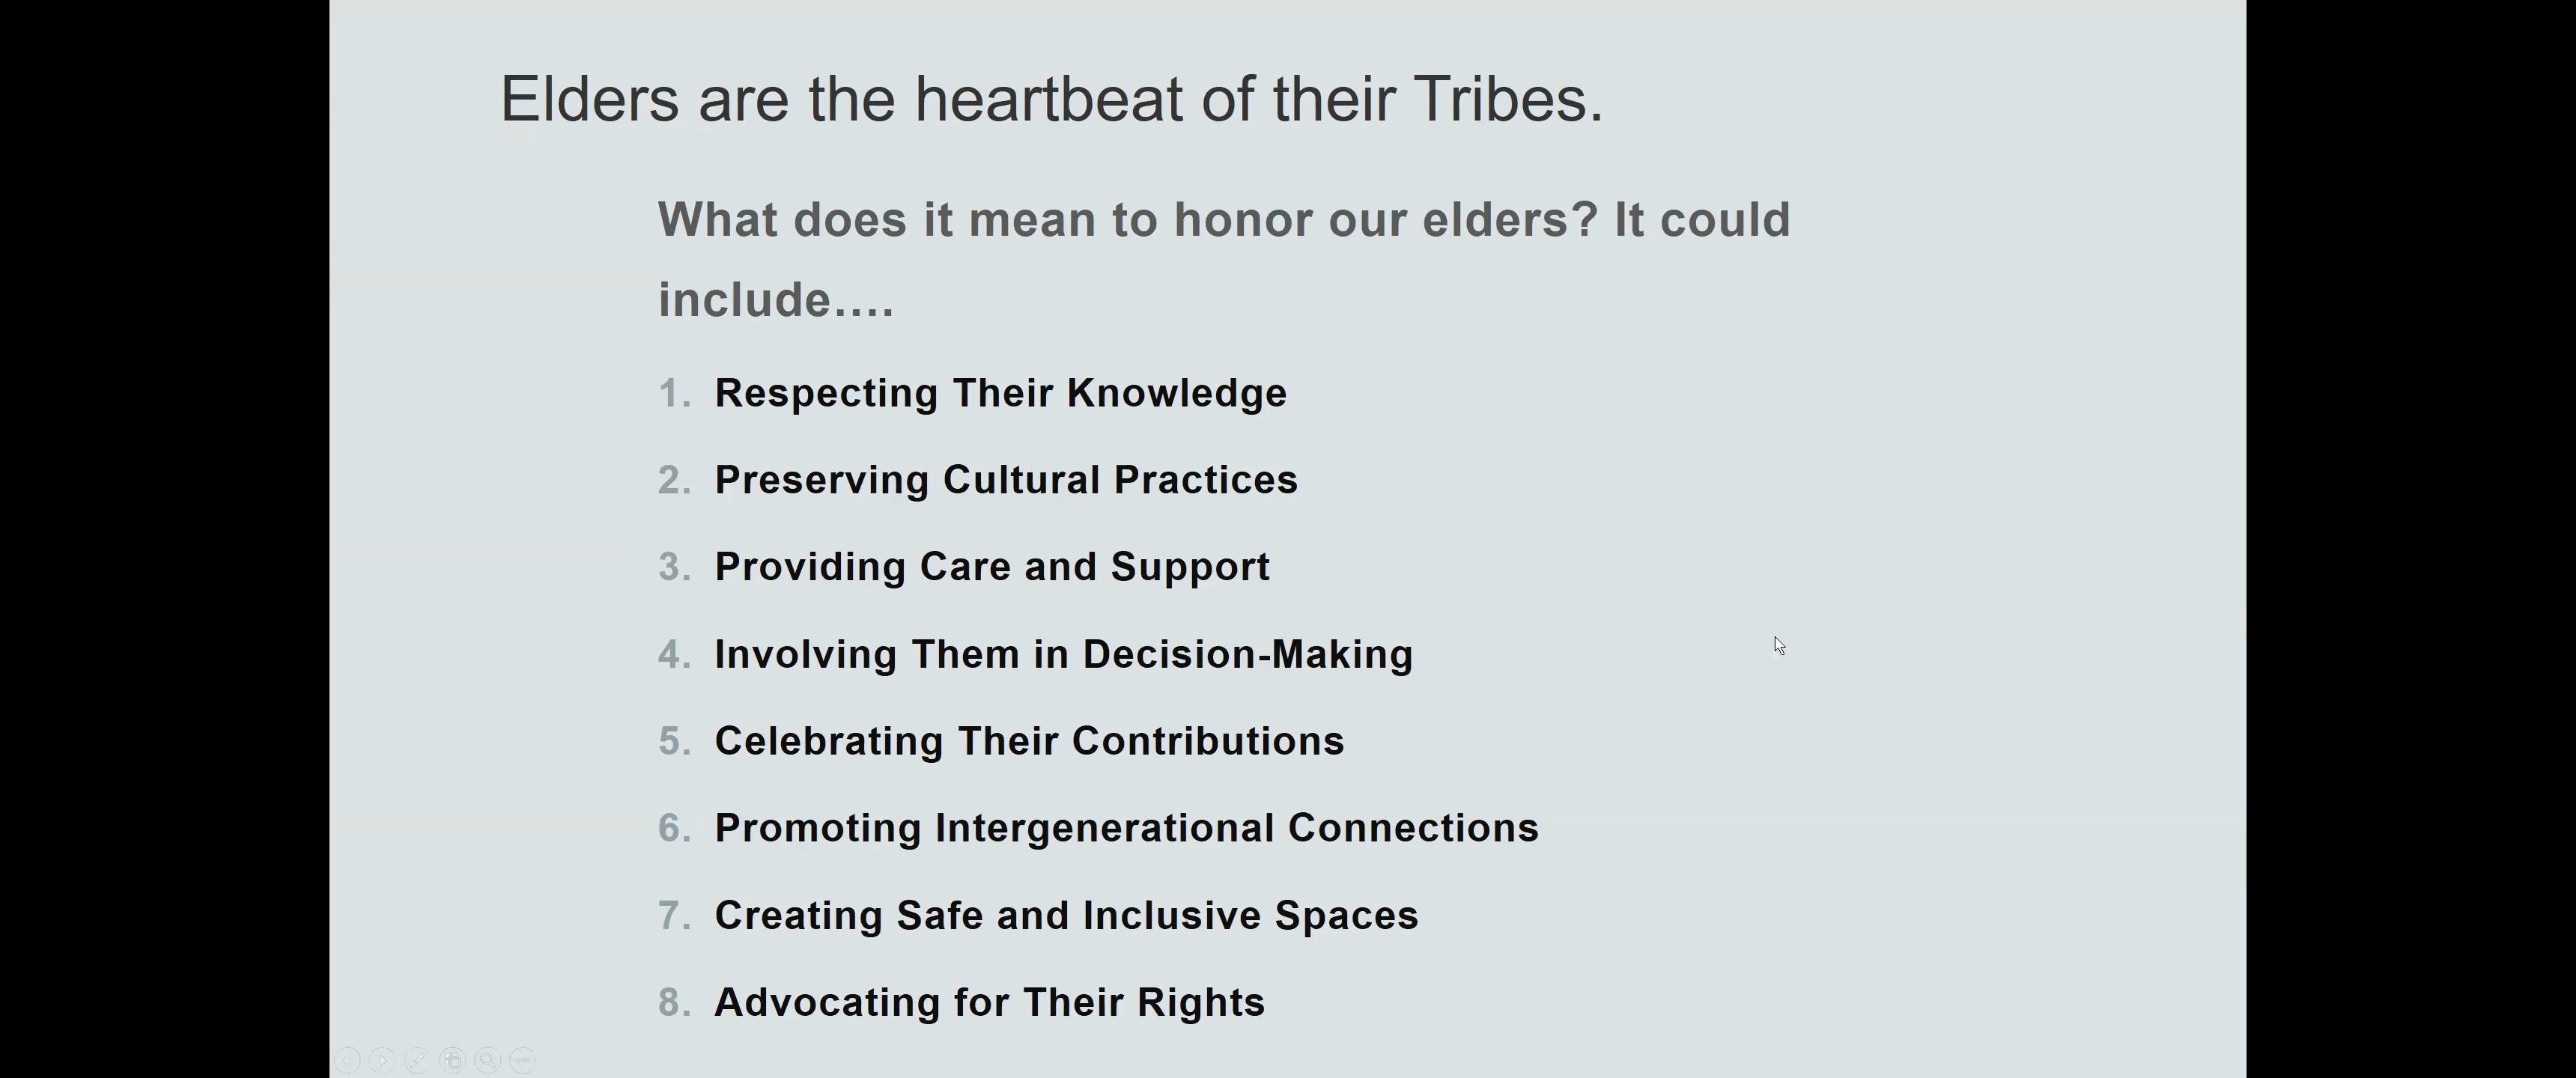 Elders are the heartbeat of their Tribes.
What does it mean to honor our elders? It could
include....
1. Respecting Their Knowledge
2. Preserving Cultural Practices
3. Providing Care and Support
4. Involving Them in Decision-Making
5. Celebrating Their Contributions
6. Promoting Intergenerational Connections
7. Creating Safe and Inclusive Spaces
8. Advocating for Their Rights